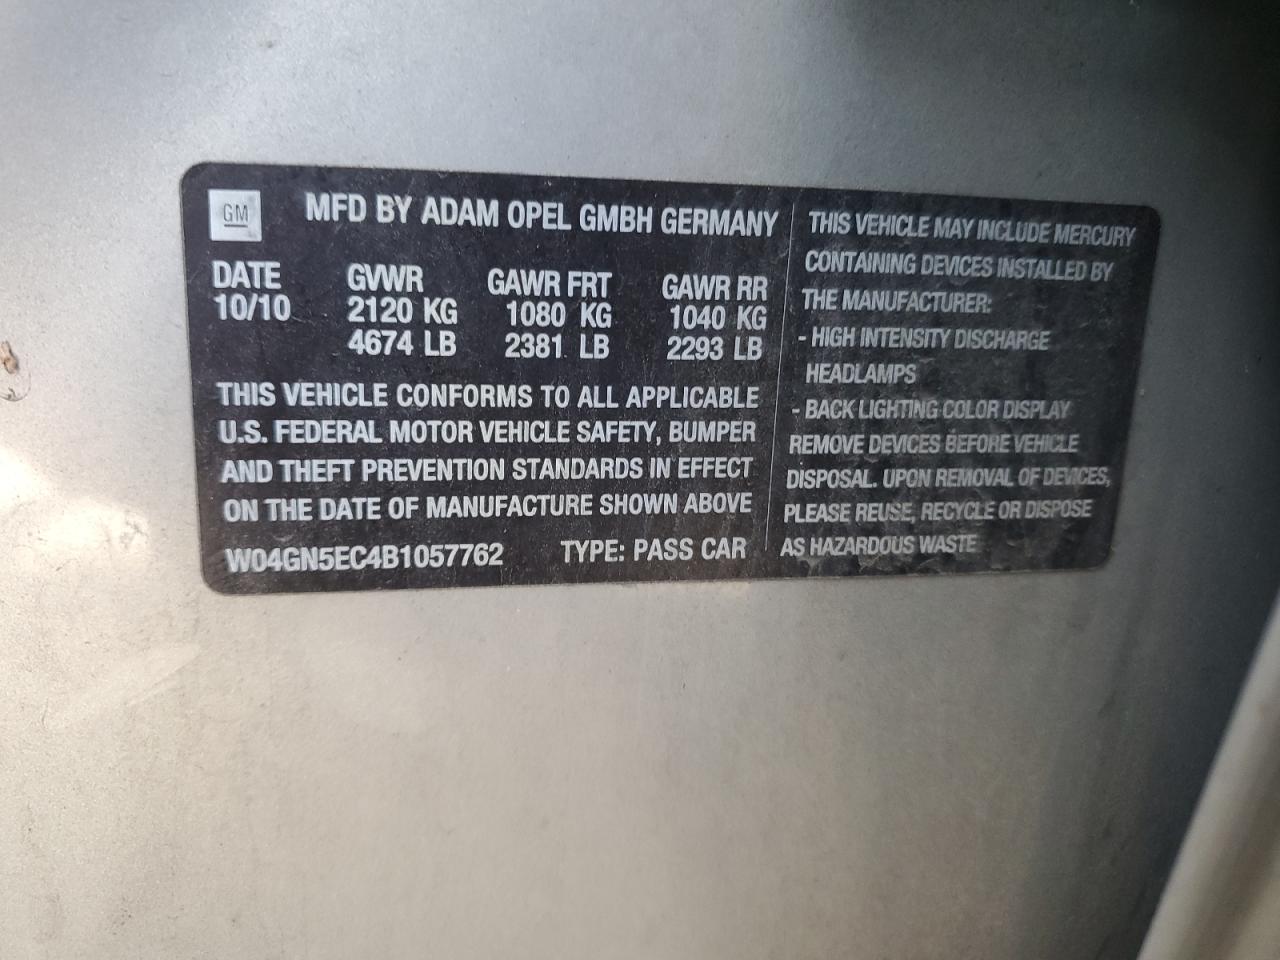 GM
MFD BY ADAM OPEL GMBH GERMANY
DATE GVWR GAWR FRT GAWR RR
10/10 2120 KG 1080 KG 1040 KG
4674 LB 2381 LB 2293 LB
THIS VEHICLE CONFORMS TO ALL APPLICABLE
U.S. FEDERAL MOTOR VEHICLE SAFETY, BUMPER
AND THEFT PREVENTION STANDARDS IN EFFECT
ON THE DATE OF MANUFACTURE SHOWN ABOVE
W04GN5EC4B1057762 TYPE: PASS CAR
THIS VEHICLE MAY INCLUDE MERCURY
CONTAINING DEVICES INSTALLED BY
THE MANUFACTURER:
- HIGH INTENSITY DISCHARGE
HEADLAMPS
- BACK LIGHTING COLOR DISPLAY
REMOVE DEVICES BEFORE VEHICLE
DISPOSAL. UPON REMOVAL OF DEVICES,
PLEASE REUSE, RECYCLE OR DISPOSE
AS HAZARDOUS WASTE